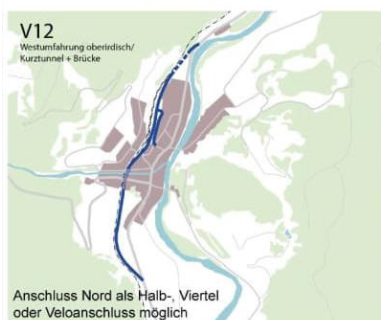 V12
Westumfahrung oberirdisch/
Kurztunnel + Brücke
Anschluss Nord als Halb-, Viertel
oder Veloanschluss möglich